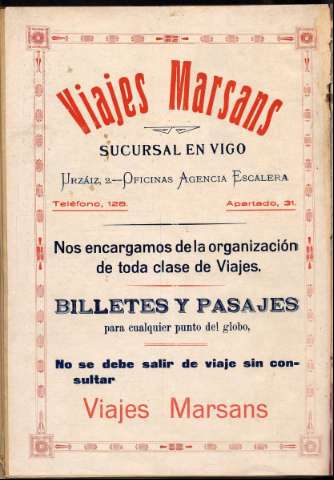 Viajes Marsans
SUCURSAL EN VIGO
URZÁIZ, 2.—OFICINAS AGENCIA ESCALERA
Teléfono, 128. Apartado, 31.
Nos encargamos de la organización
de toda clase de Viajes.
BILLETES Y PASAJES
para cualquier punto del globo,
No se debe salir de viaje sin con-
sultar
Viajes Marsans